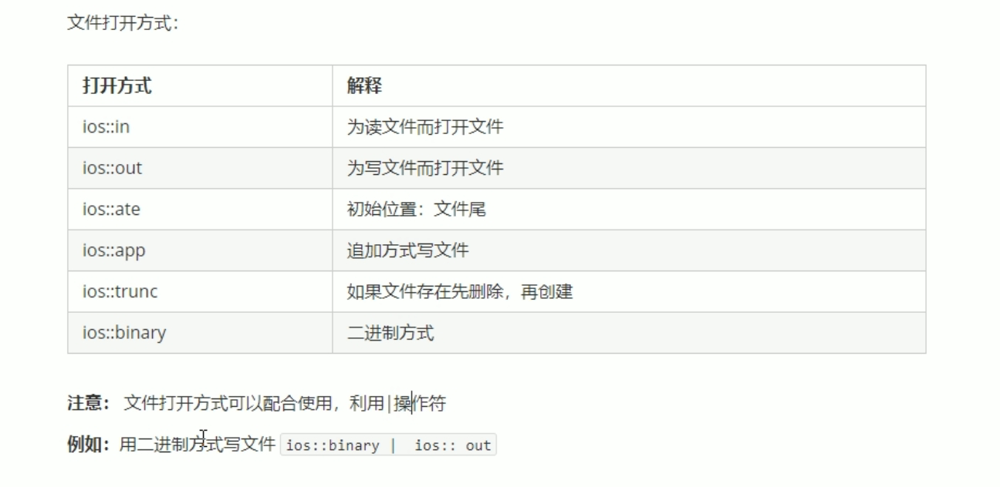 文件打开方式：
打开方式 解释
ios::in 为读文件而打开文件
ios::out 为写文件而打开文件
ios::ate 初始位置：文件尾
ios::app 追加方式写文件
ios::trunc 如果文件存在先删除，再创建
ios::binary 二进制方式
注意： 文件打开方式可以配合使用，利用|操作符
例如：用二进制方式写文件 ios::binary | ios:: out